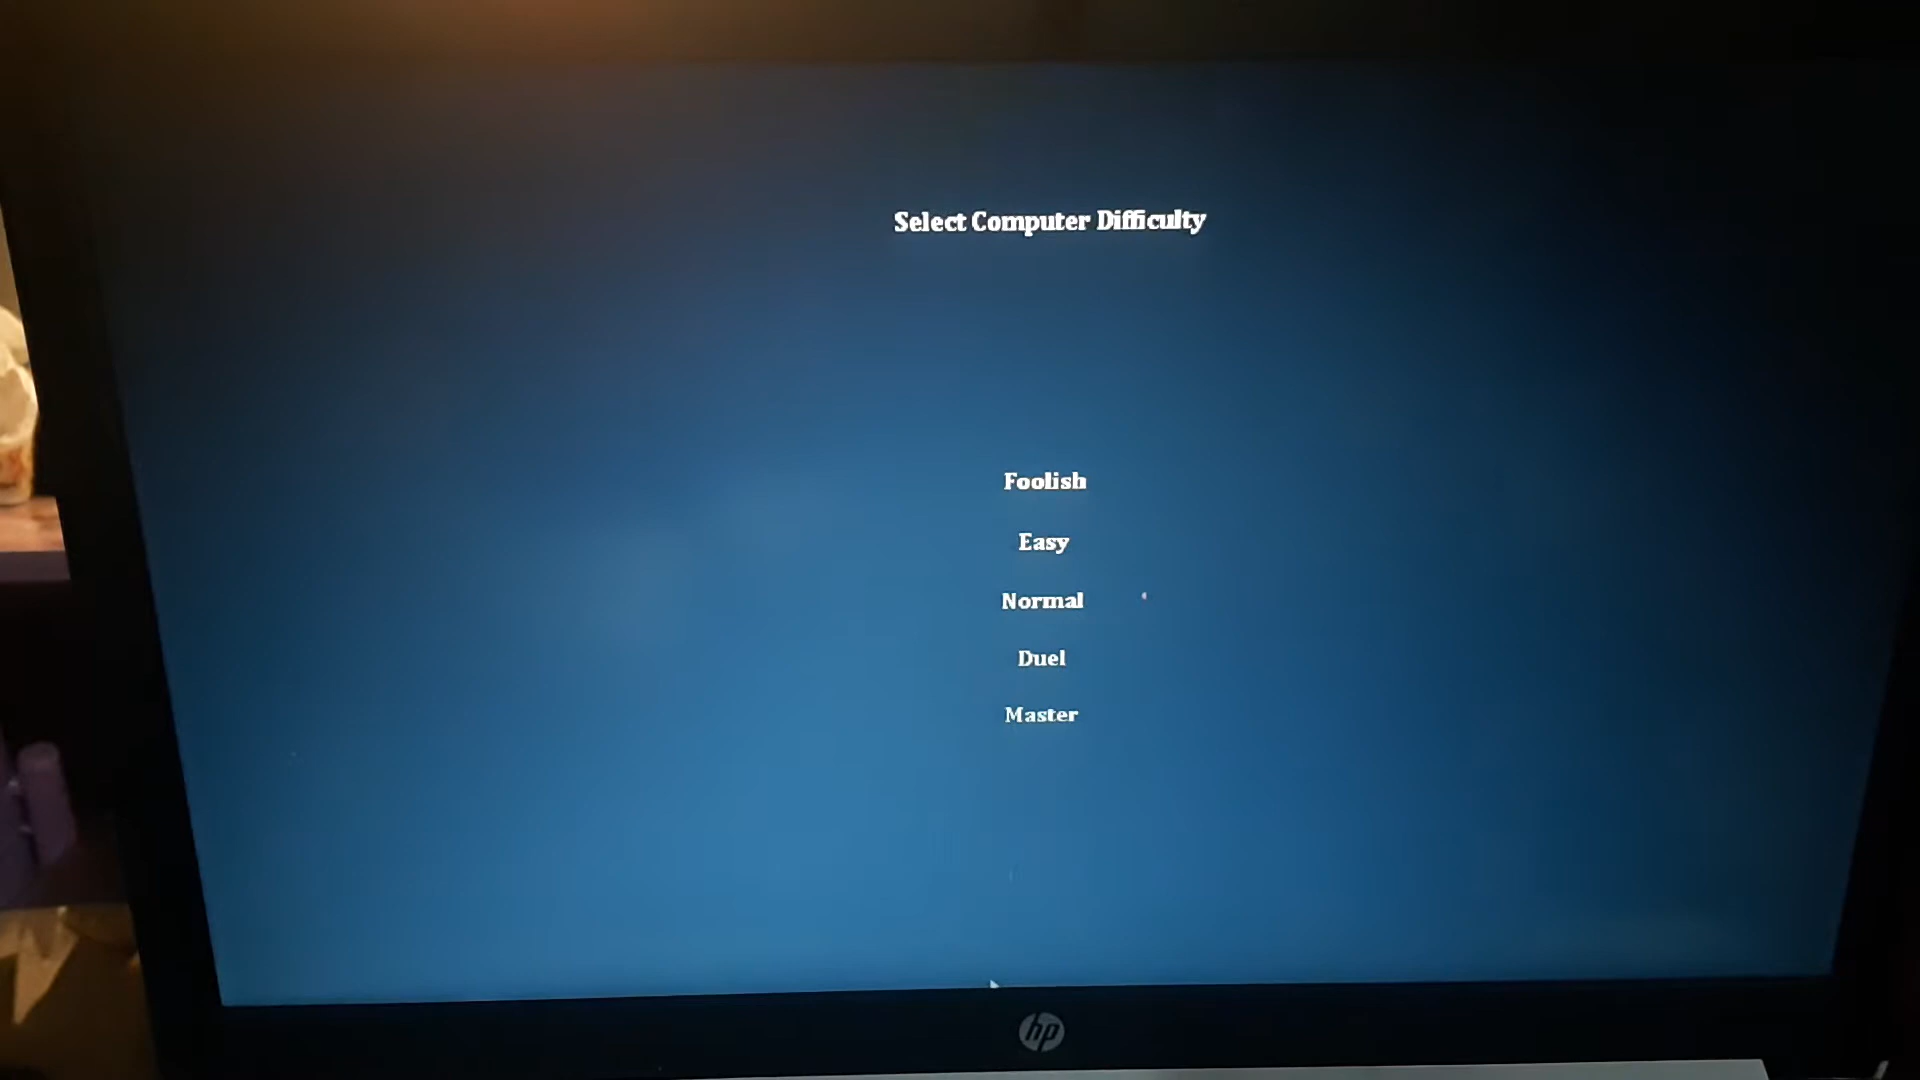 Select Computer Difficulty
Foolish
Easy
Normal
Duel
Master
hp